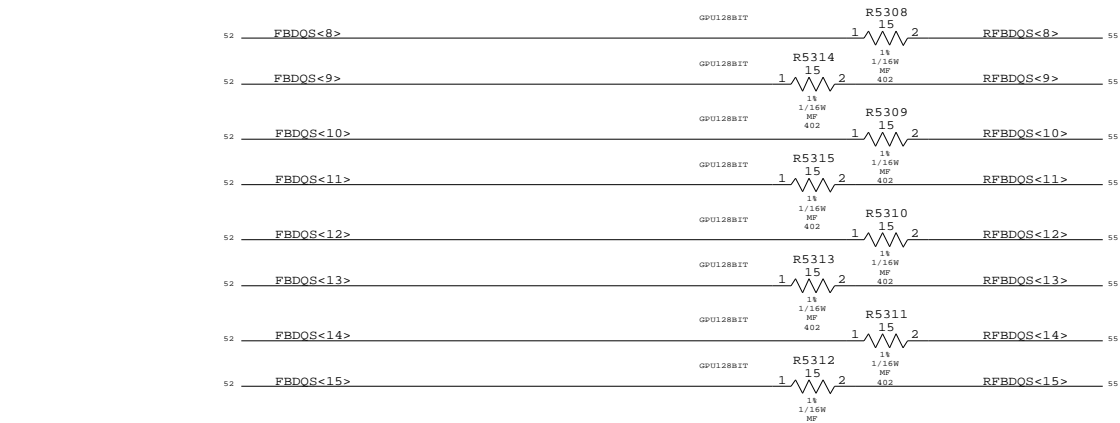 GPU128BIT
R5308
15
52 FBDQS<8> 1 2 RFBDQS<8> 55
1%
1/16W
MF
402
GPU128BIT
R5314
15
52 FBDQS<9> 1 2 RFBDQS<9> 55
1%
1/16W
MF
402
GPU128BIT
R5309
15
52 FBDQS<10> 1 2 RFBDQS<10> 55
1%
1/16W
MF
402
GPU128BIT
R5315
15
52 FBDQS<11> 1 2 RFBDQS<11> 55
1%
1/16W
MF
402
GPU128BIT
R5310
15
52 FBDQS<12> 1 2 RFBDQS<12> 55
1%
1/16W
MF
402
GPU128BIT
R5313
15
52 FBDQS<13> 1 2 RFBDQS<13> 55
1%
1/16W
MF
402
GPU128BIT
R5311
15
52 FBDQS<14> 1 2 RFBDQS<14> 55
1%
1/16W
MF
402
GPU128BIT
R5312
15
52 FBDQS<15> 1 2 RFBDQS<15> 55
1%
1/16W
MF